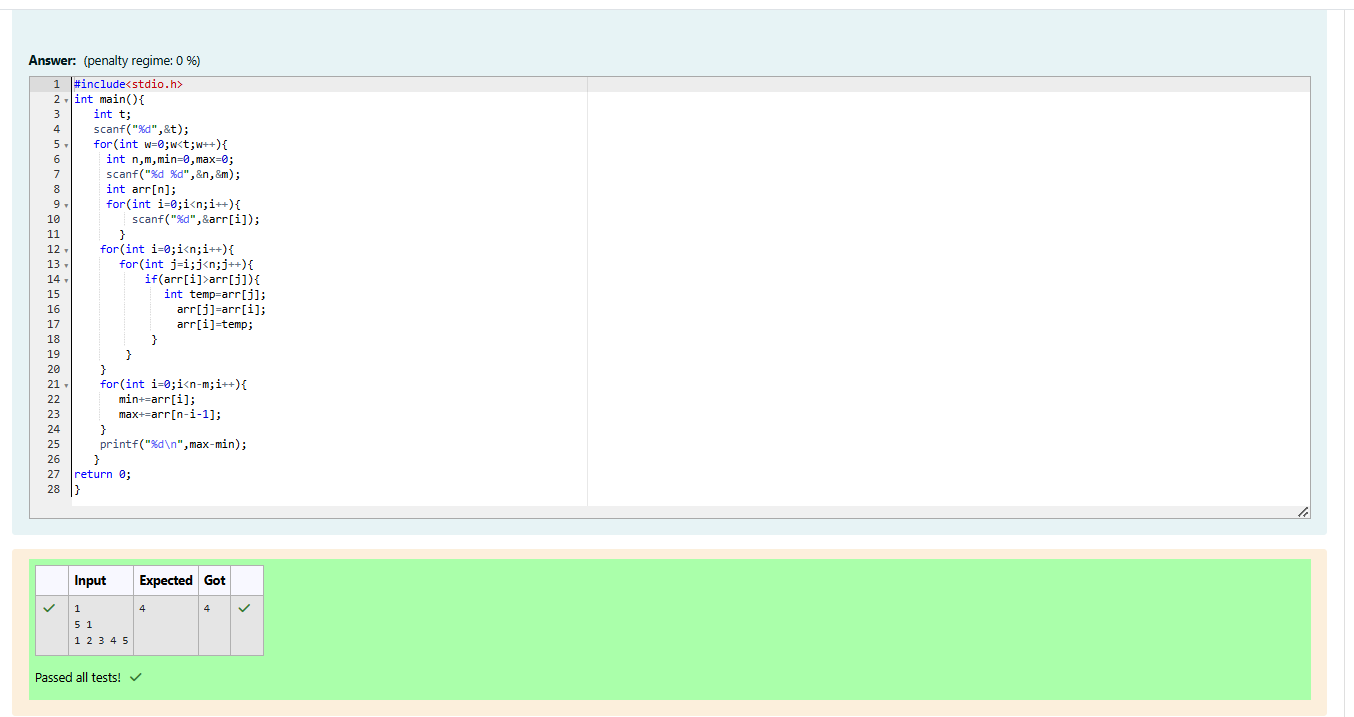 Answer: (penalty regime: 0 %)
1 #include<stdio.h>
2 int main(){
3 int t;
4 scanf("%d",&t);
5 for(int w=0;w<t;w++){
6 int n,m,min=0,max=0;
7 scanf("%d %d",&n,&m);
8 int arr[n];
9 for(int i=0;i<n;i++){
10 scanf("%d",&arr[i]);
11 }
12 for(int i=0;i<n;i++){
13 for(int j=i;j<n;j++){
14 if(arr[i]>arr[j]){
15 int temp=arr[j];
16 arr[j]=arr[i];
17 arr[i]=temp;
18 }
19 }
20 }
21 for(int i=0;i<n-m;i++){
22 min+=arr[i];
23 max+=arr[n-i-1];
24 }
25 printf("%d\n",max-min);
26 }
27 return 0;
28 }
Input Expected Got
1 4 4
5 1
1 2 3 4 5
Passed all tests!